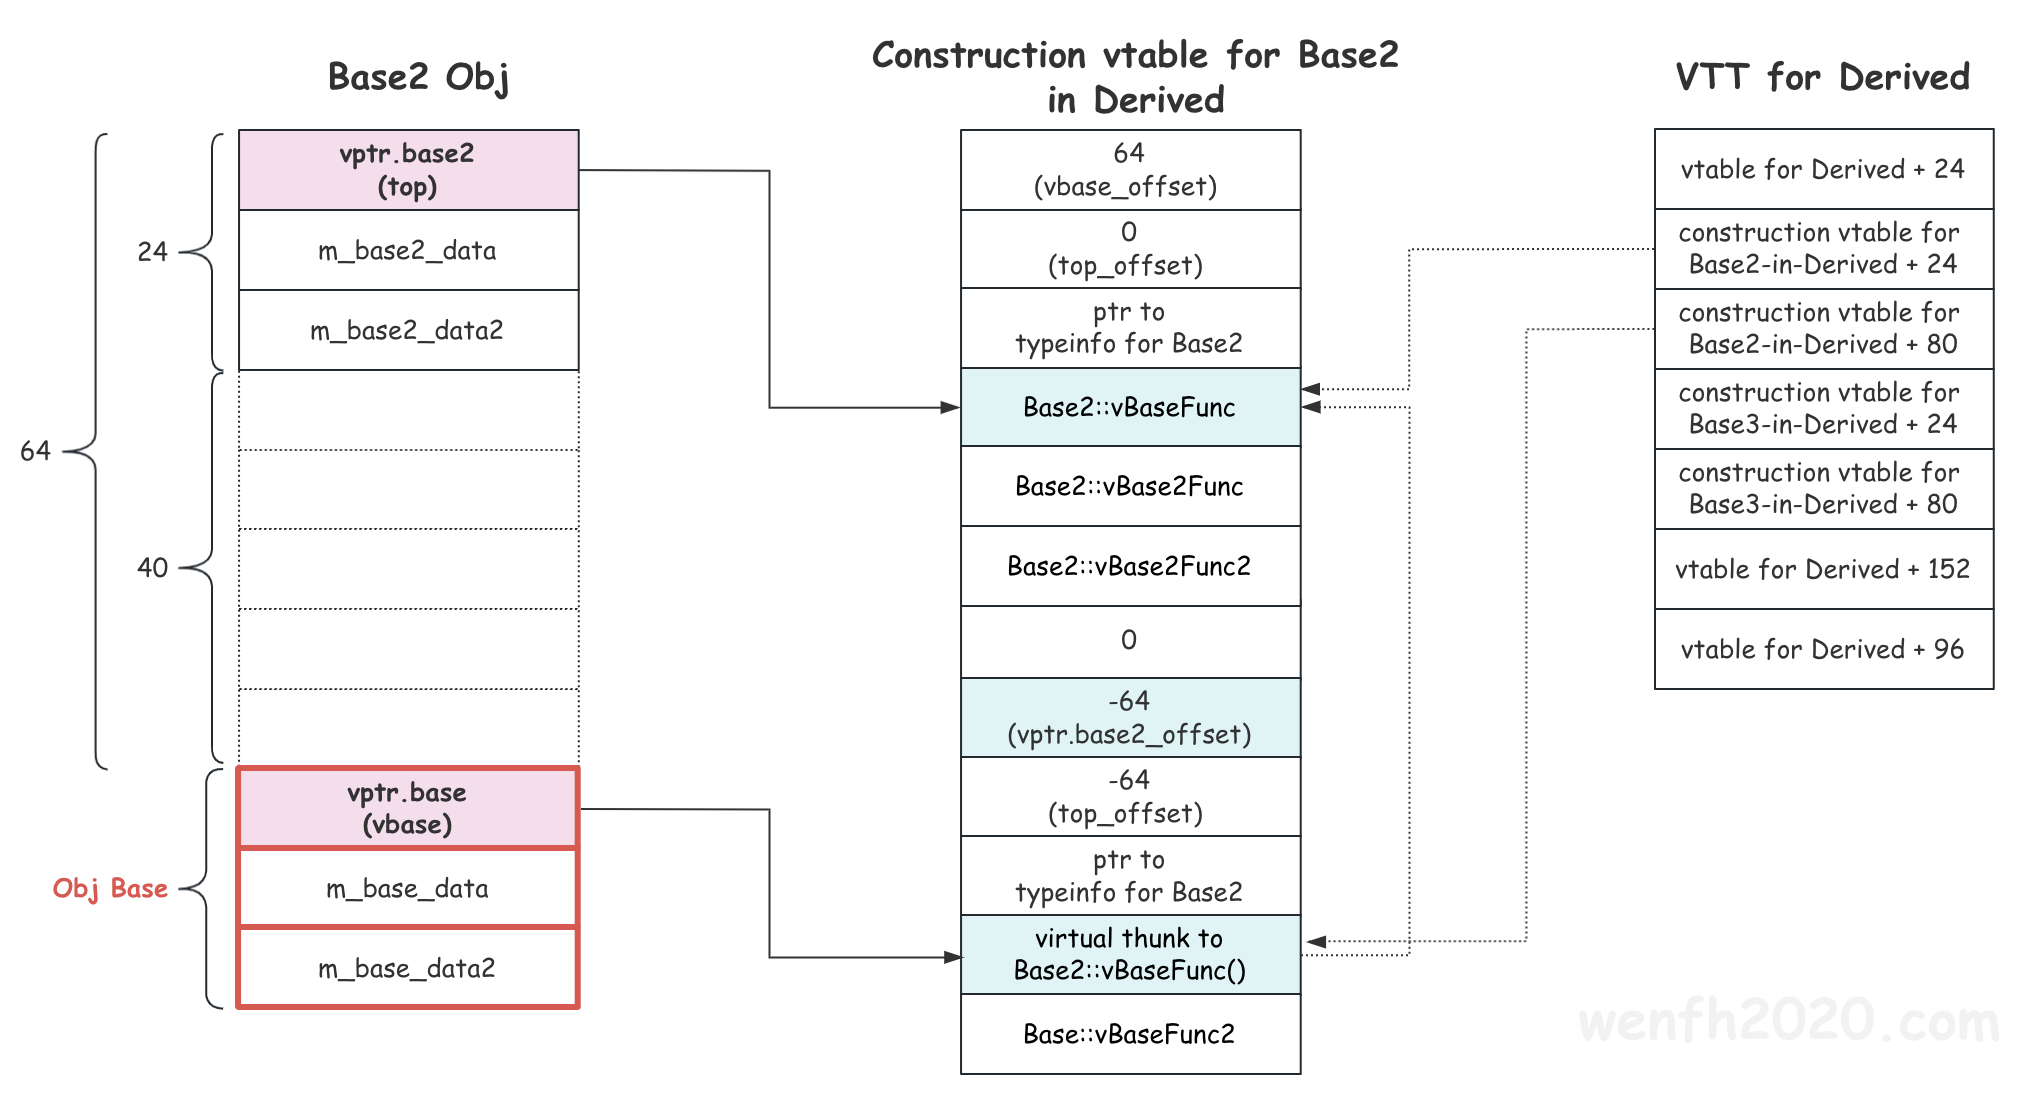 Base2 Obj
vptr.base2
(top)
m_base2_data
m_base2_data2
24
64
40
vptr.base
(vbase)
Obj Base
m_base_data
m_base_data2
Construction vtable for Base2
in Derived
64
(vbase_offset)
0
(top_offset)
ptr to
typeinfo for Base2
Base2::vBaseFunc
Base2::vBase2Func
Base2::vBase2Func2
0
-64
(vptr.base2_offset)
-64
(top_offset)
ptr to
typeinfo for Base2
virtual thunk to
Base2::vBaseFunc()
Base::vBaseFunc2
VTT for Derived
vtable for Derived + 24
construction vtable for
Base2-in-Derived + 24
construction vtable for
Base2-in-Derived + 80
construction vtable for
Base3-in-Derived + 24
construction vtable for
Base3-in-Derived + 80
vtable for Derived + 152
vtable for Derived + 96
wenfh2020.com